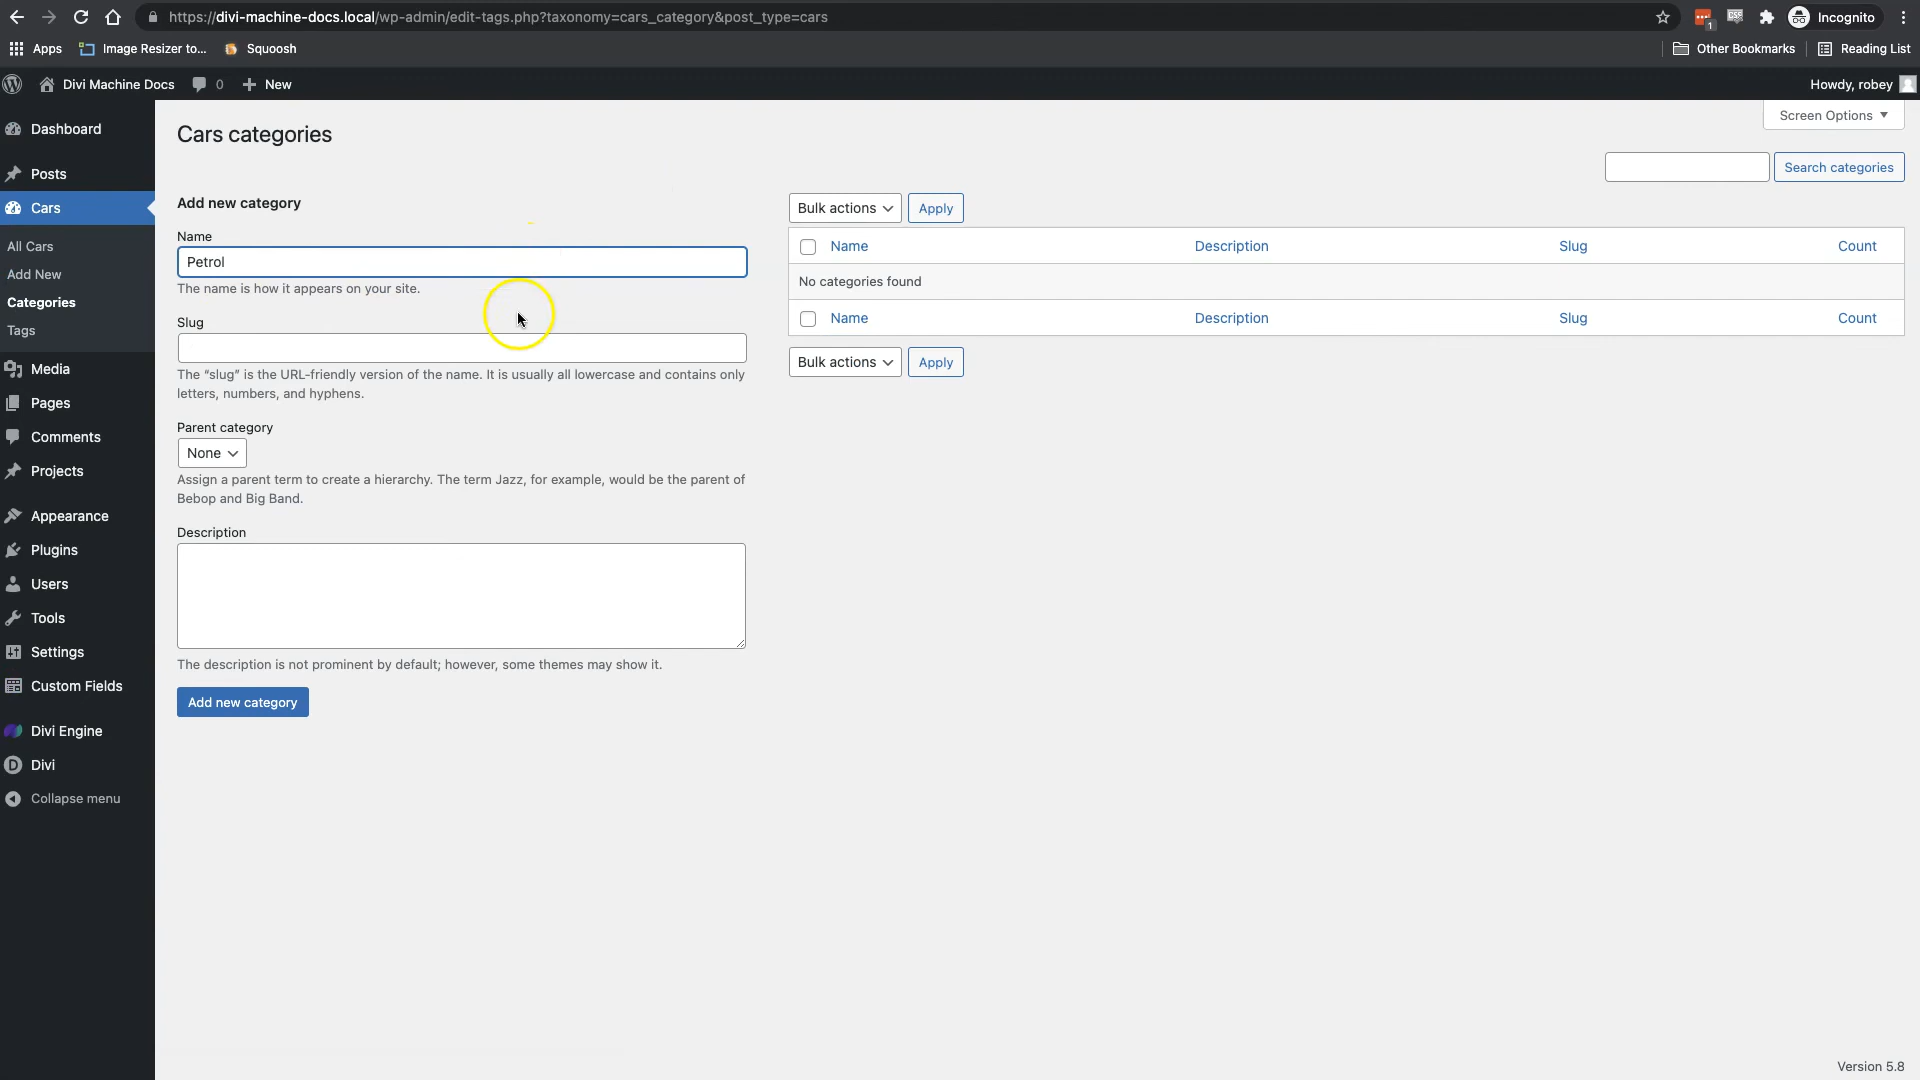 https://divi-machine-docs.local/wp-admin/edit-tags.php?taxonomy=cars_category&post_type=cars
1
CSP
Incognito
Apps
Image Resizer to...
Squoosh
Other Bookmarks
Reading List
Divi Machine Docs
0
New
Howdy, robey
Dashboard
Posts
Cars
All Cars
Add New
Categories
Tags
Media
Pages
Comments
Projects
Appearance
Plugins
Users
Tools
Settings
Custom Fields
Divi Engine
D Divi
Collapse menu
Cars categories
Screen Options
Search categories
Add new category
Name
Petrol
The name is how it appears on your site.
Slug
The “slug” is the URL-friendly version of the name. It is usually all lowercase and contains only
letters, numbers, and hyphens.
Parent category
None
Assign a parent term to create a hierarchy. The term Jazz, for example, would be the parent of
Bebop and Big Band.
Description
The description is not prominent by default; however, some themes may show it.
Add new category
Bulk actions Apply
Name Description Slug Count
No categories found
Name Description Slug Count
Bulk actions Apply
Version 5.8